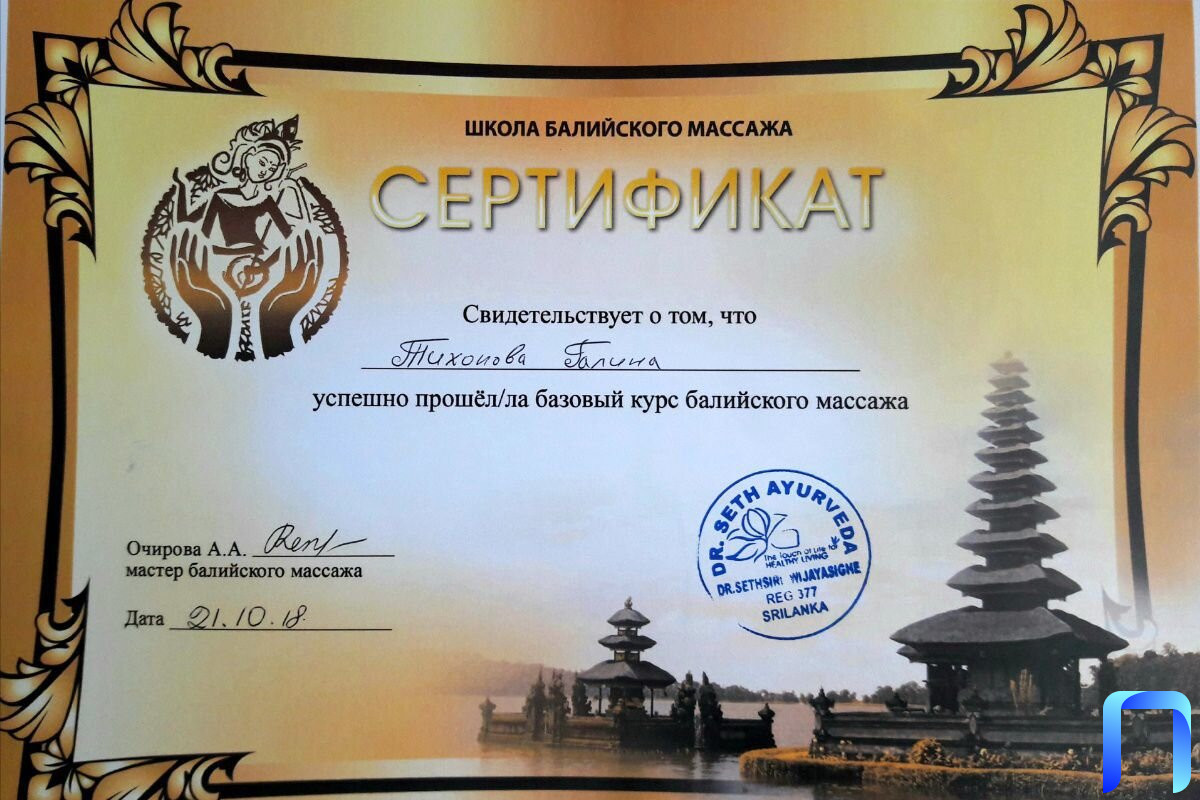 ШКОЛА БАЛИЙСКОГО МАССАЖА
СЕРТИФИКАТ
Свидетельствует о том, что
Тихонова Галина
успешно прошёл/ла базовый курс балийского массажа
Очирова А.А.
мастер балийского массажа
Дата 21.10.18
DR. SETH AYURVEDA
The Touch of Life for
HEALTHY LIVING
DR.SETHSIRI WIJAYASIGHE
REG 377
SRILANKA